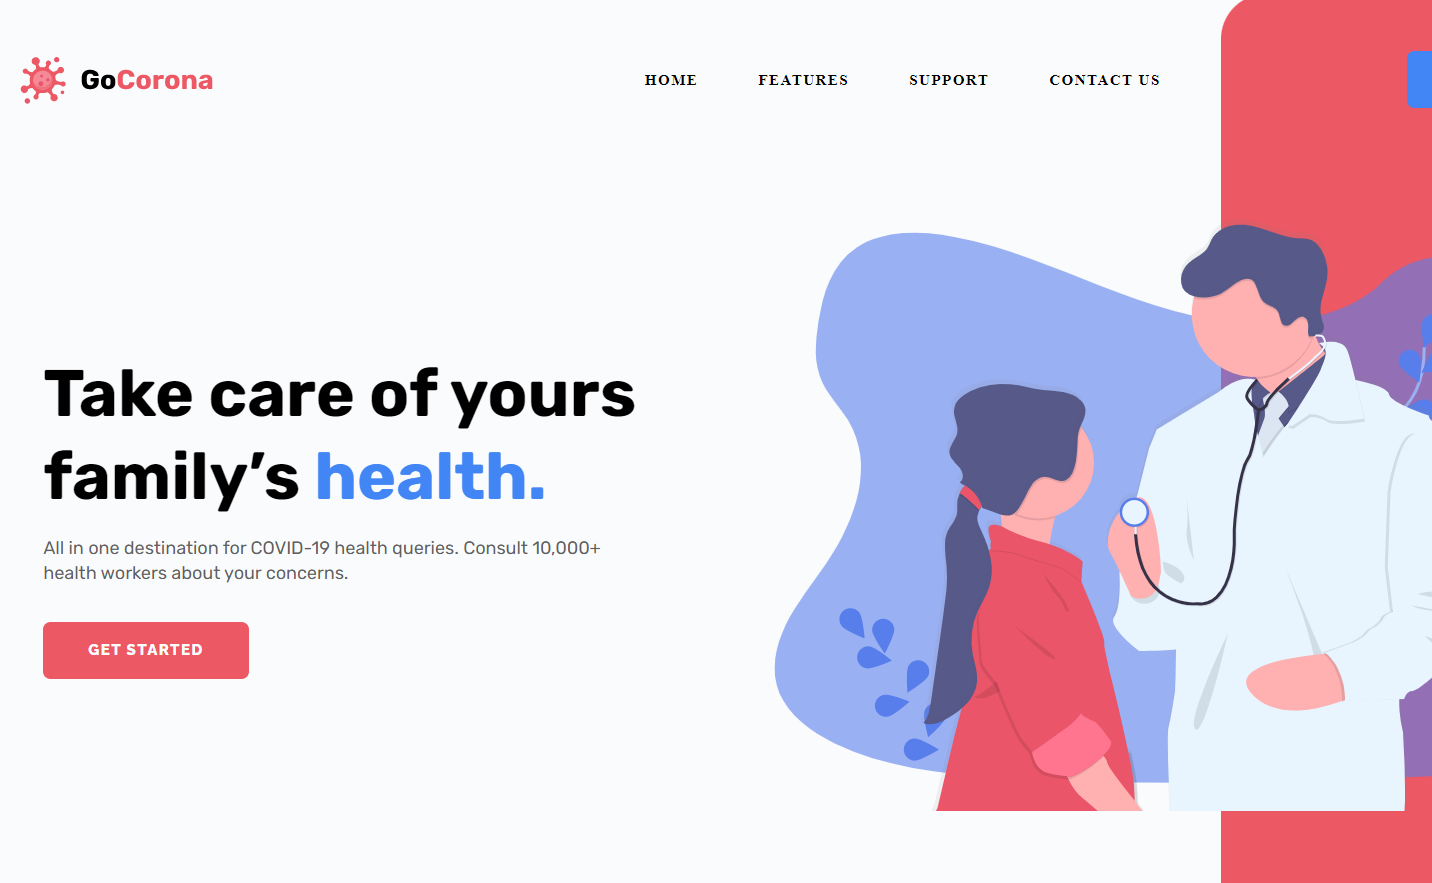 GoCorona
HOME FEATURES SUPPORT CONTACT US
Take care of yours
family’s health.
All in one destination for COVID-19 health queries. Consult 10,000+
health workers about your concerns.
GET STARTED